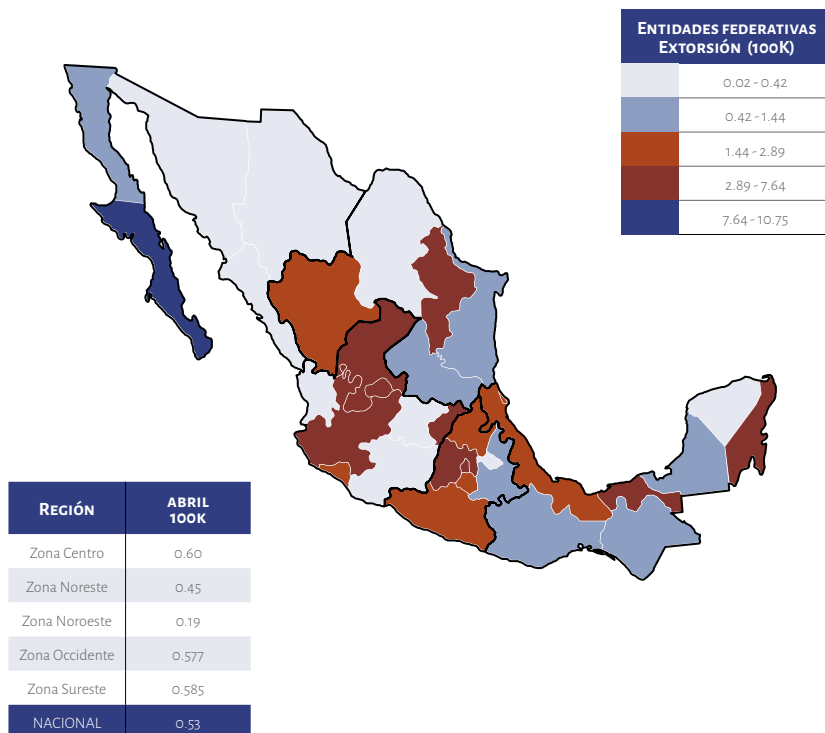 Entidades federativas
Extorsión (100K)
0.02 - 0.42
0.42 - 1.44
1.44 - 2.89
2.89 - 7.64
7.64 - 10.75
Región abril
100k
Zona Centro 0.60
Zona Noreste 0.45
Zona Noroeste 0.19
Zona Occidente 0.577
Zona Sureste 0.585
NACIONAL 0.53